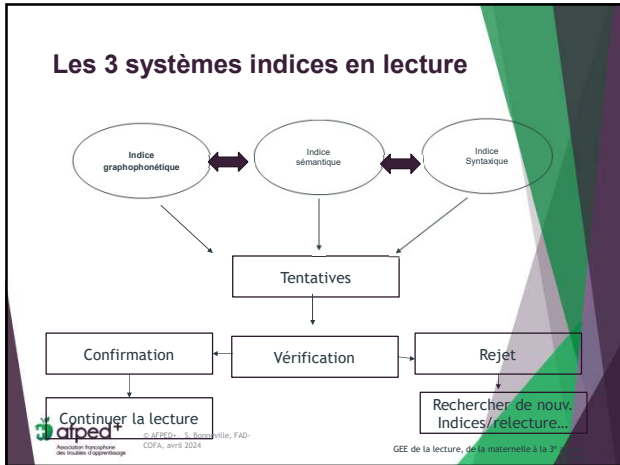 Les 3 systèmes indices en lecture
Indice
graphophonétique
Indice
sémantique
Indice
Syntaxique
Tentatives
Confirmation
Vérification
Rejet
Continuer la lecture
Rechercher de nouv.
Indices/relecture…
afped+
Association francophone
des troubles d'apprentissage
© AFPED+, S. Bonneville, FAD-
COFA, avril 2024
GEE de la lecture, de la maternelle à la 3e